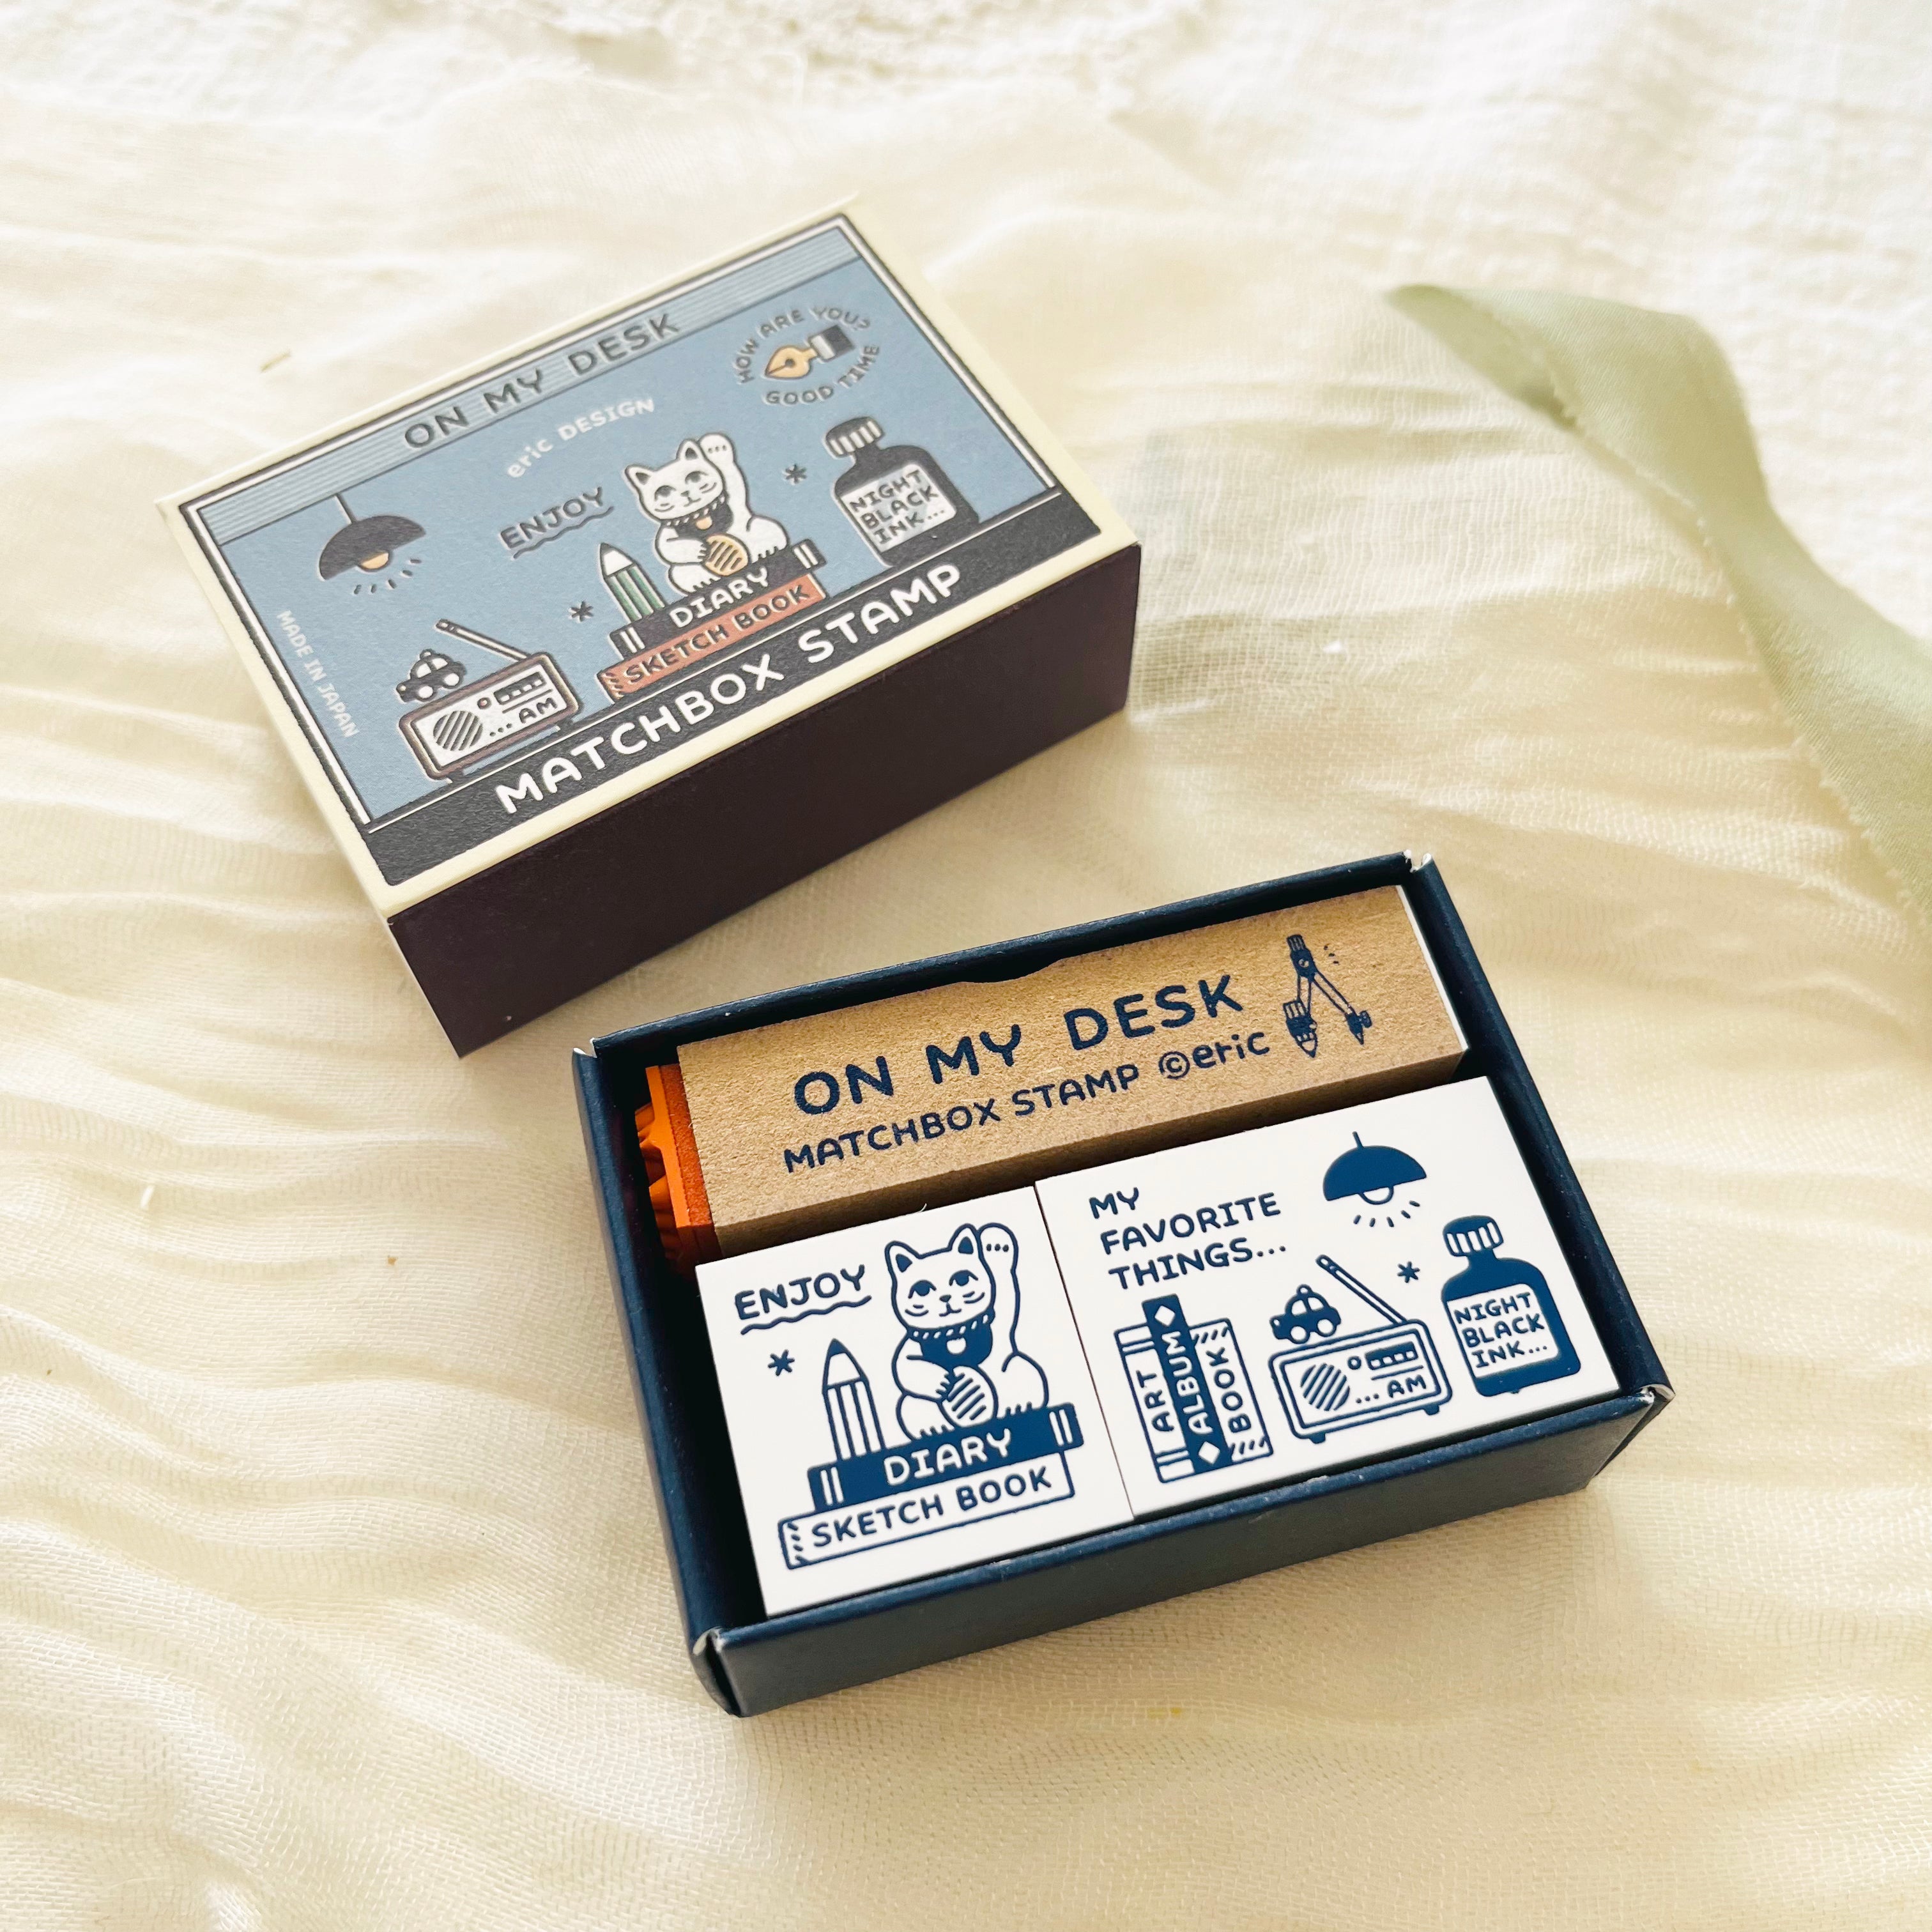 ON MY DESK
eric DESIGN
HOW ARE YOU?
GOOD TIME
ENJOY
NIGHT
BLACK
INK...
DIARY
SKETCH BOOK
...AM
MADE IN JAPAN
MATCHBOX STAMP
ON MY DESK
MATCHBOX STAMP ©eric
ENJOY
DIARY
SKETCH BOOK
MY
FAVORITE
THINGS...
ART
ALBUM
BOOK
...AM
NIGHT
BLACK
INK...